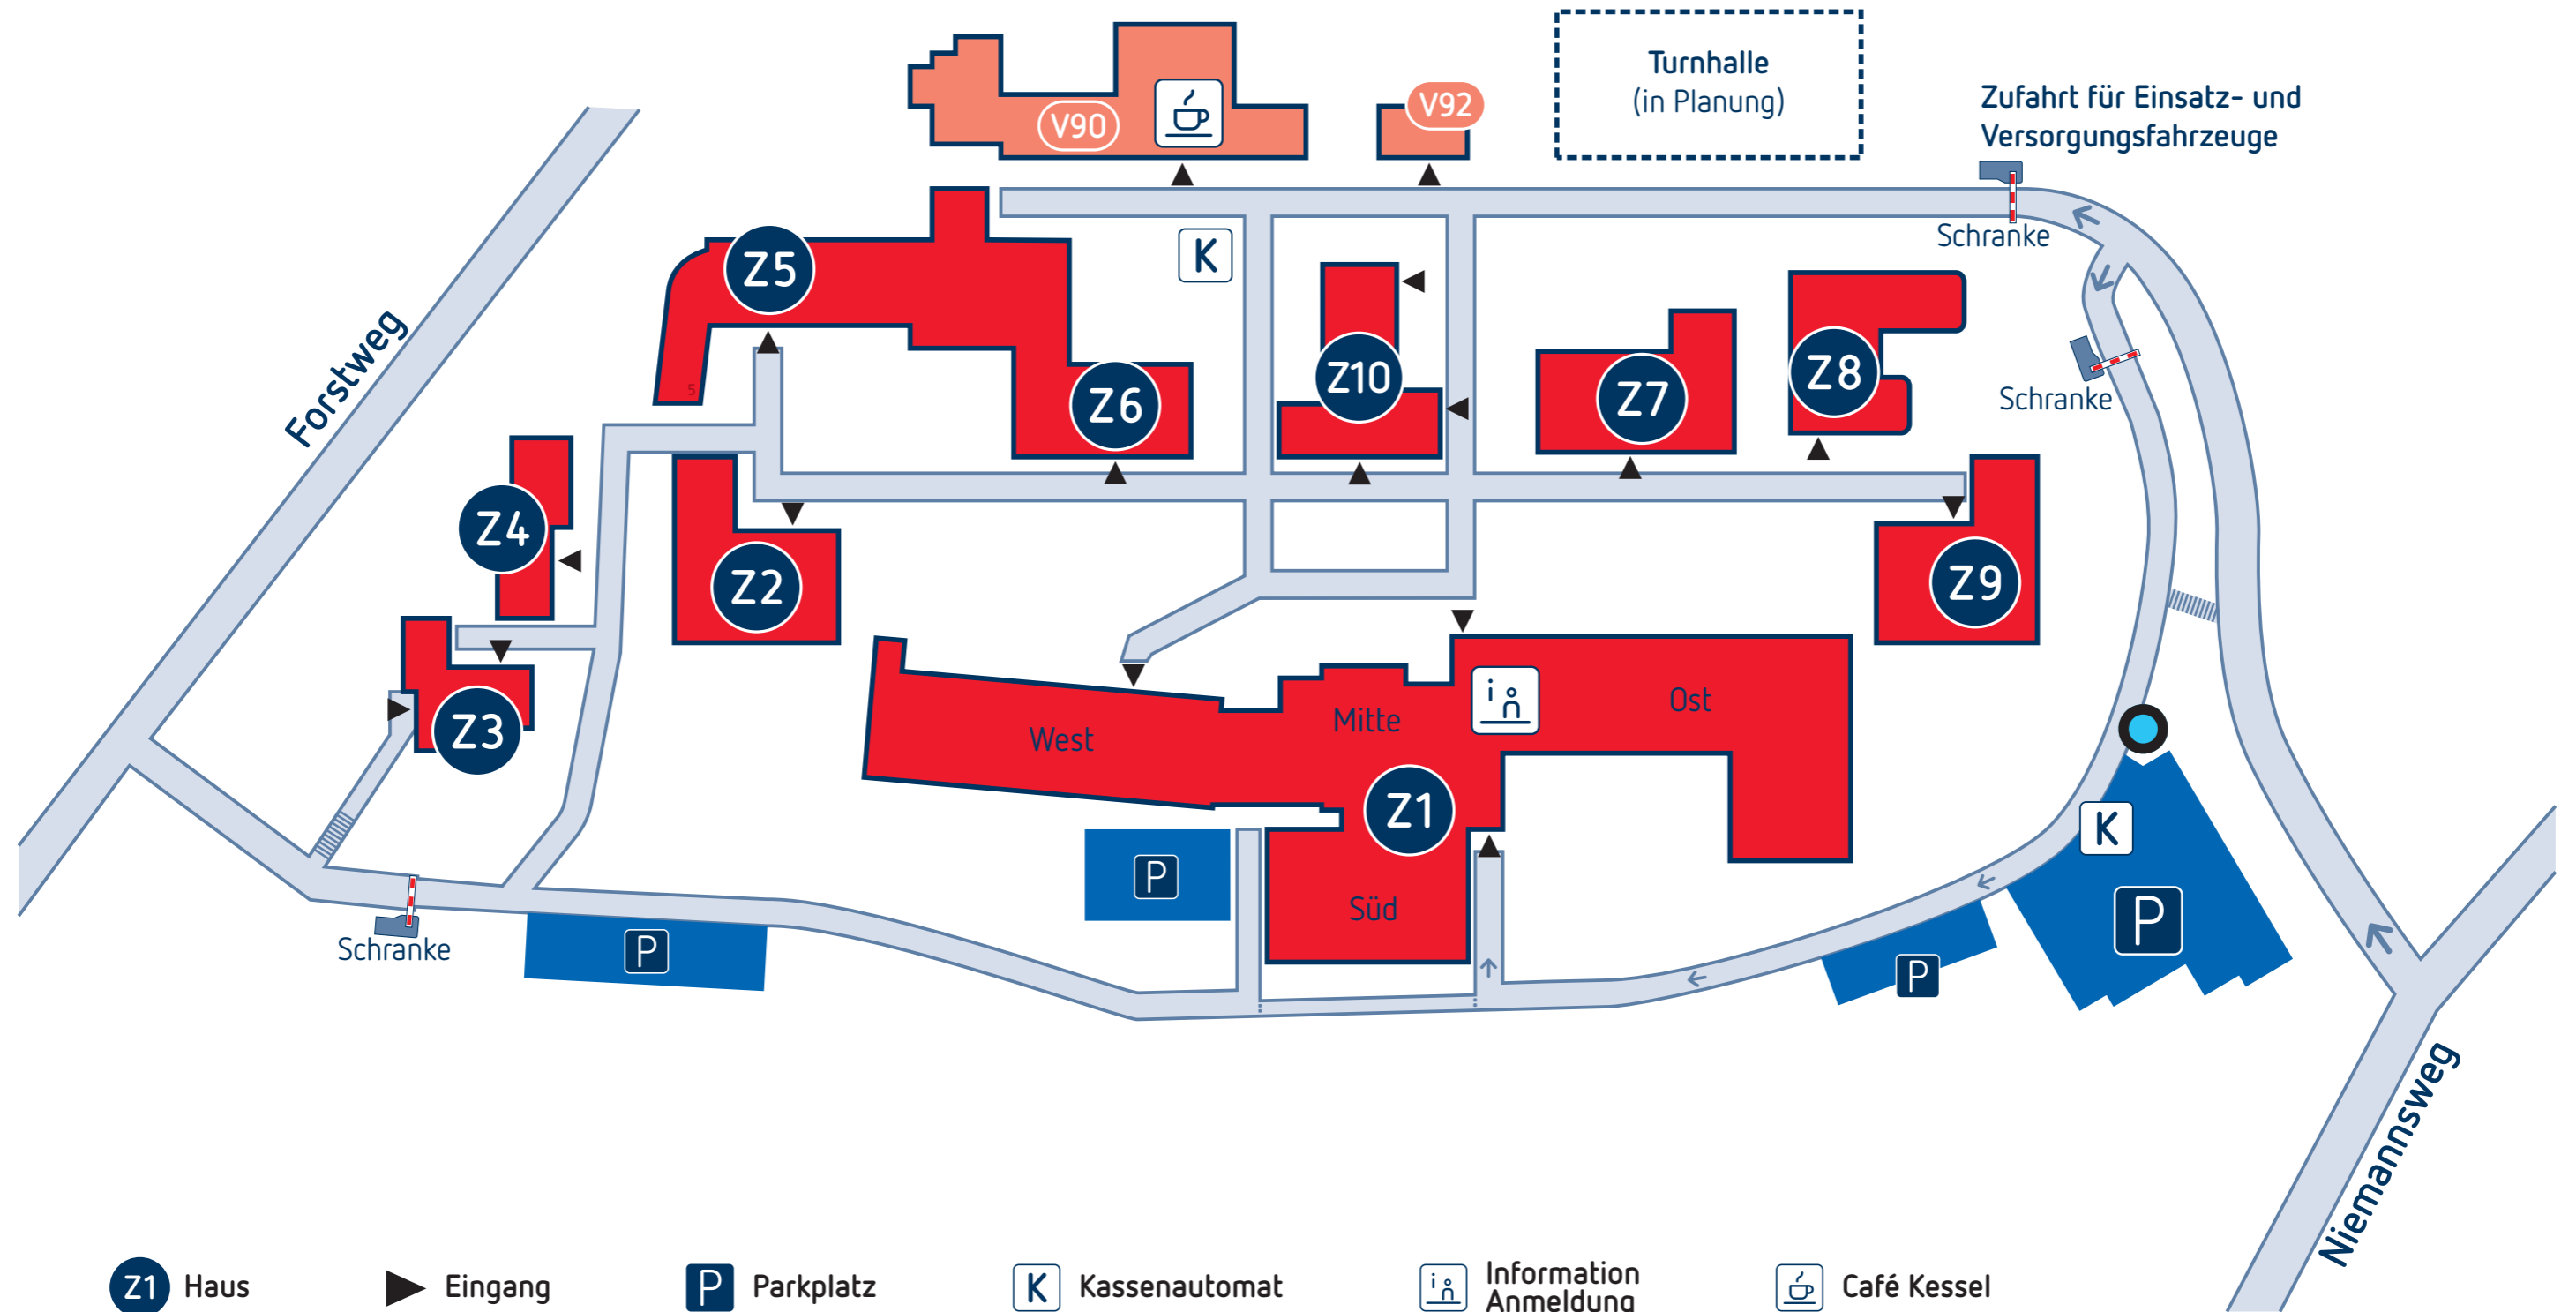 Turnhalle
(in Planung)
V90
V92
Zufahrt für Einsatz- und
Versorgungsfahrzeuge
Schranke
K
Z5
5
Z6
Z10
Z7
Z8
Schranke
Forstweg
Z4
Z2
Z9
Z3
West
Mitte
i
Ost
Z1
Süd
P
K
P
Schranke
P
P
Niemannsweg
Z1 Haus
Eingang
P Parkplatz
K Kassenautomat
i Information
Anmeldung
Café Kessel